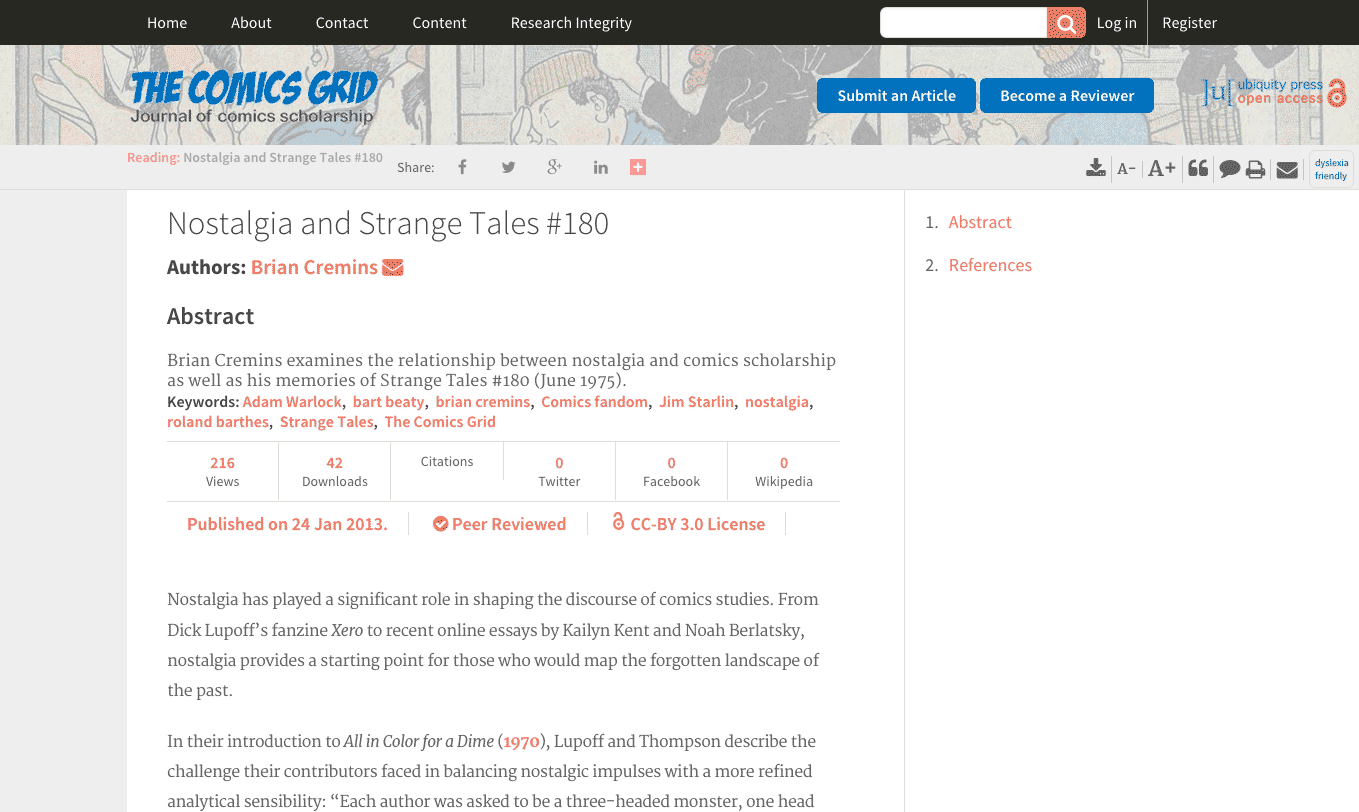 Home About Contact Content Research Integrity Log in Register
THE COMICS GRID
Journal of comics scholarship
Submit an Article Become a Reviewer
|u| ubiquity press
open access
Reading: Nostalgia and Strange Tales #180
Share:
A- A+
dyslexia
friendly
Nostalgia and Strange Tales #180
Authors: Brian Cremins
Abstract
Brian Cremins examines the relationship between nostalgia and comics scholarship
as well as his memories of Strange Tales #180 (June 1975).
Keywords: Adam Warlock, bart beaty, brian cremins, Comics fandom, Jim Starlin, nostalgia,
roland barthes, Strange Tales, The Comics Grid
216 42 Citations 0 0 0
Views Downloads Twitter Facebook Wikipedia
Published on 24 Jan 2013. Peer Reviewed CC-BY 3.0 License
Nostalgia has played a significant role in shaping the discourse of comics studies. From
Dick Lupoff’s fanzine Xero to recent online essays by Kailyn Kent and Noah Berlatsky,
nostalgia provides a starting point for those who would map the forgotten landscape of
the past.
In their introduction to All in Color for a Dime (1970), Lupoff and Thompson describe the
challenge their contributors faced in balancing nostalgic impulses with a more refined
analytical sensibility: “Each author was asked to be a three-headed monster, one head
1. Abstract
2. References